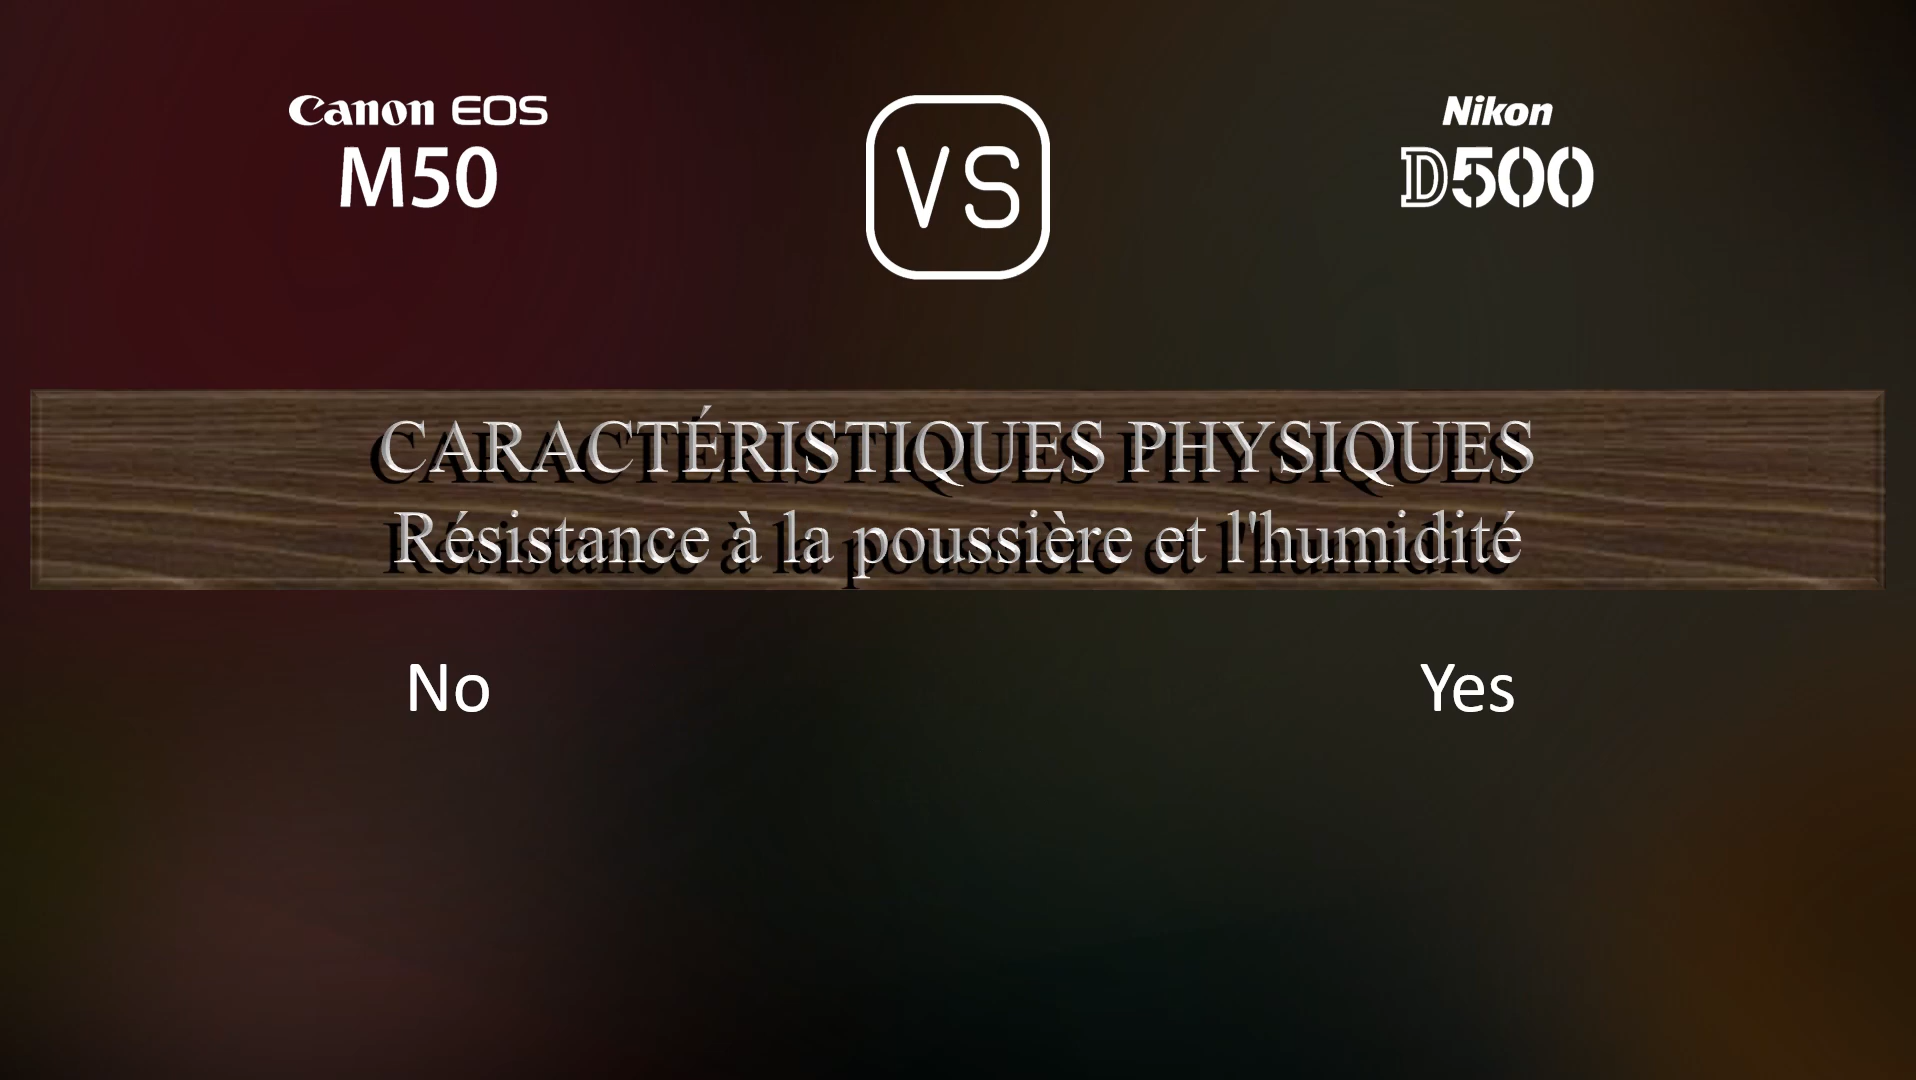 Canon EOS
M50
VS
Nikon
D500
CARACTÉRISTIQUES PHYSIQUES
Résistance à la poussière et l'humidité
No
Yes